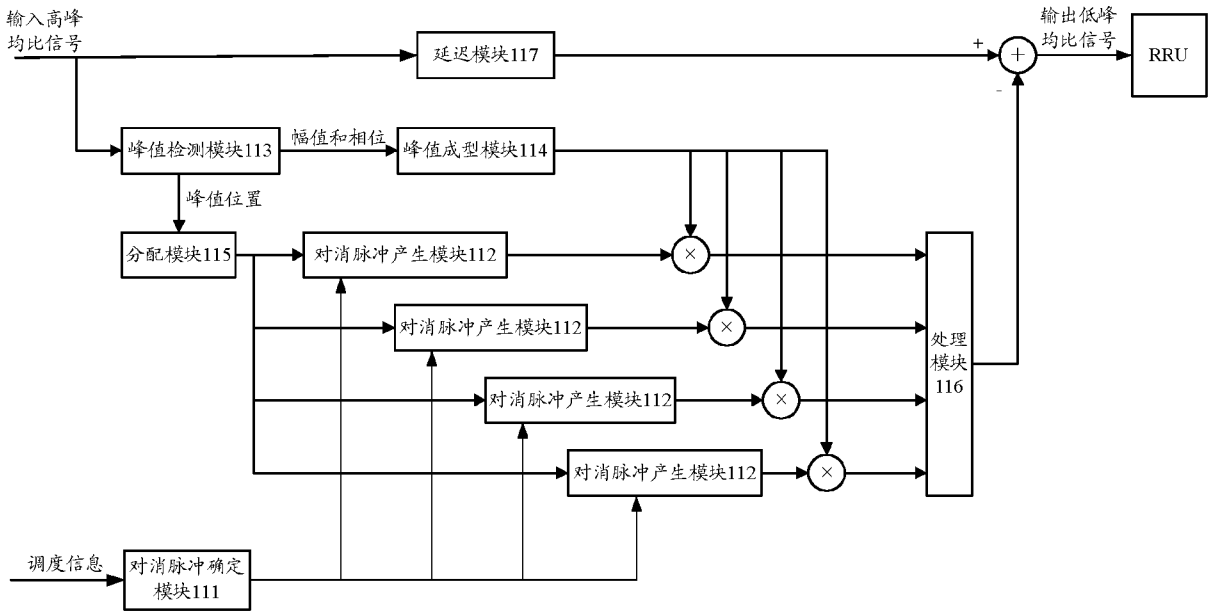 输入高峰
均比信号
延迟模块117
+
+
-
输出低峰
均比信号
RRU
峰值检测模块113
幅值和相位
峰值成型模块114
峰值位置
分配模块115
对消脉冲产生模块112
×
对消脉冲产生模块112
×
对消脉冲产生模块112
×
对消脉冲产生模块112
×
处理
模块
116
调度信息
对消脉冲确定
模块111